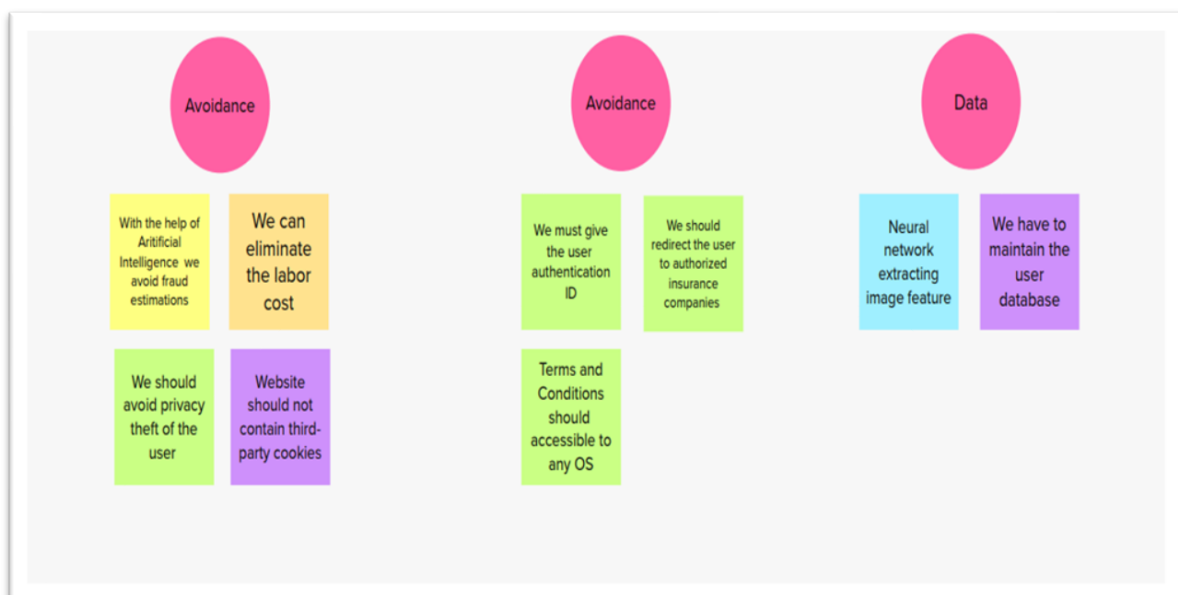 Avoidance
With the help of
Aritificial
Intelligence we
avoid fraud
estimations
We can
eliminate
the labor
cost
We should
avoid privacy
theft of the
user
Website
should not
contain third-
party cookies
Avoidance
We must give
the user
authentication
ID
We should
redirect the user
to authorized
insurance
companies
Terms and
Conditions
should
accessible to
any OS
Data
Neural
network
extracting
image feature
We have to
maintain the
user
database